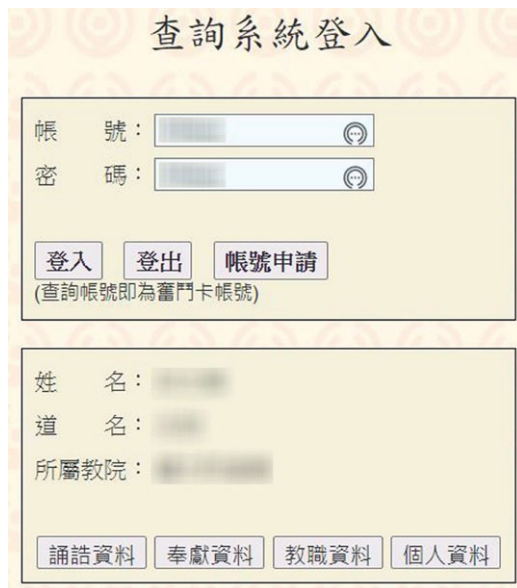 查詢系統登入
帳　　號：
密　　碼：
登入 登出 帳號申請
(查詢帳號即為奮鬥卡帳號)
姓　　名：
道　　名：
所屬教院：
誦誥資料 奉獻資料 教職資料 個人資料